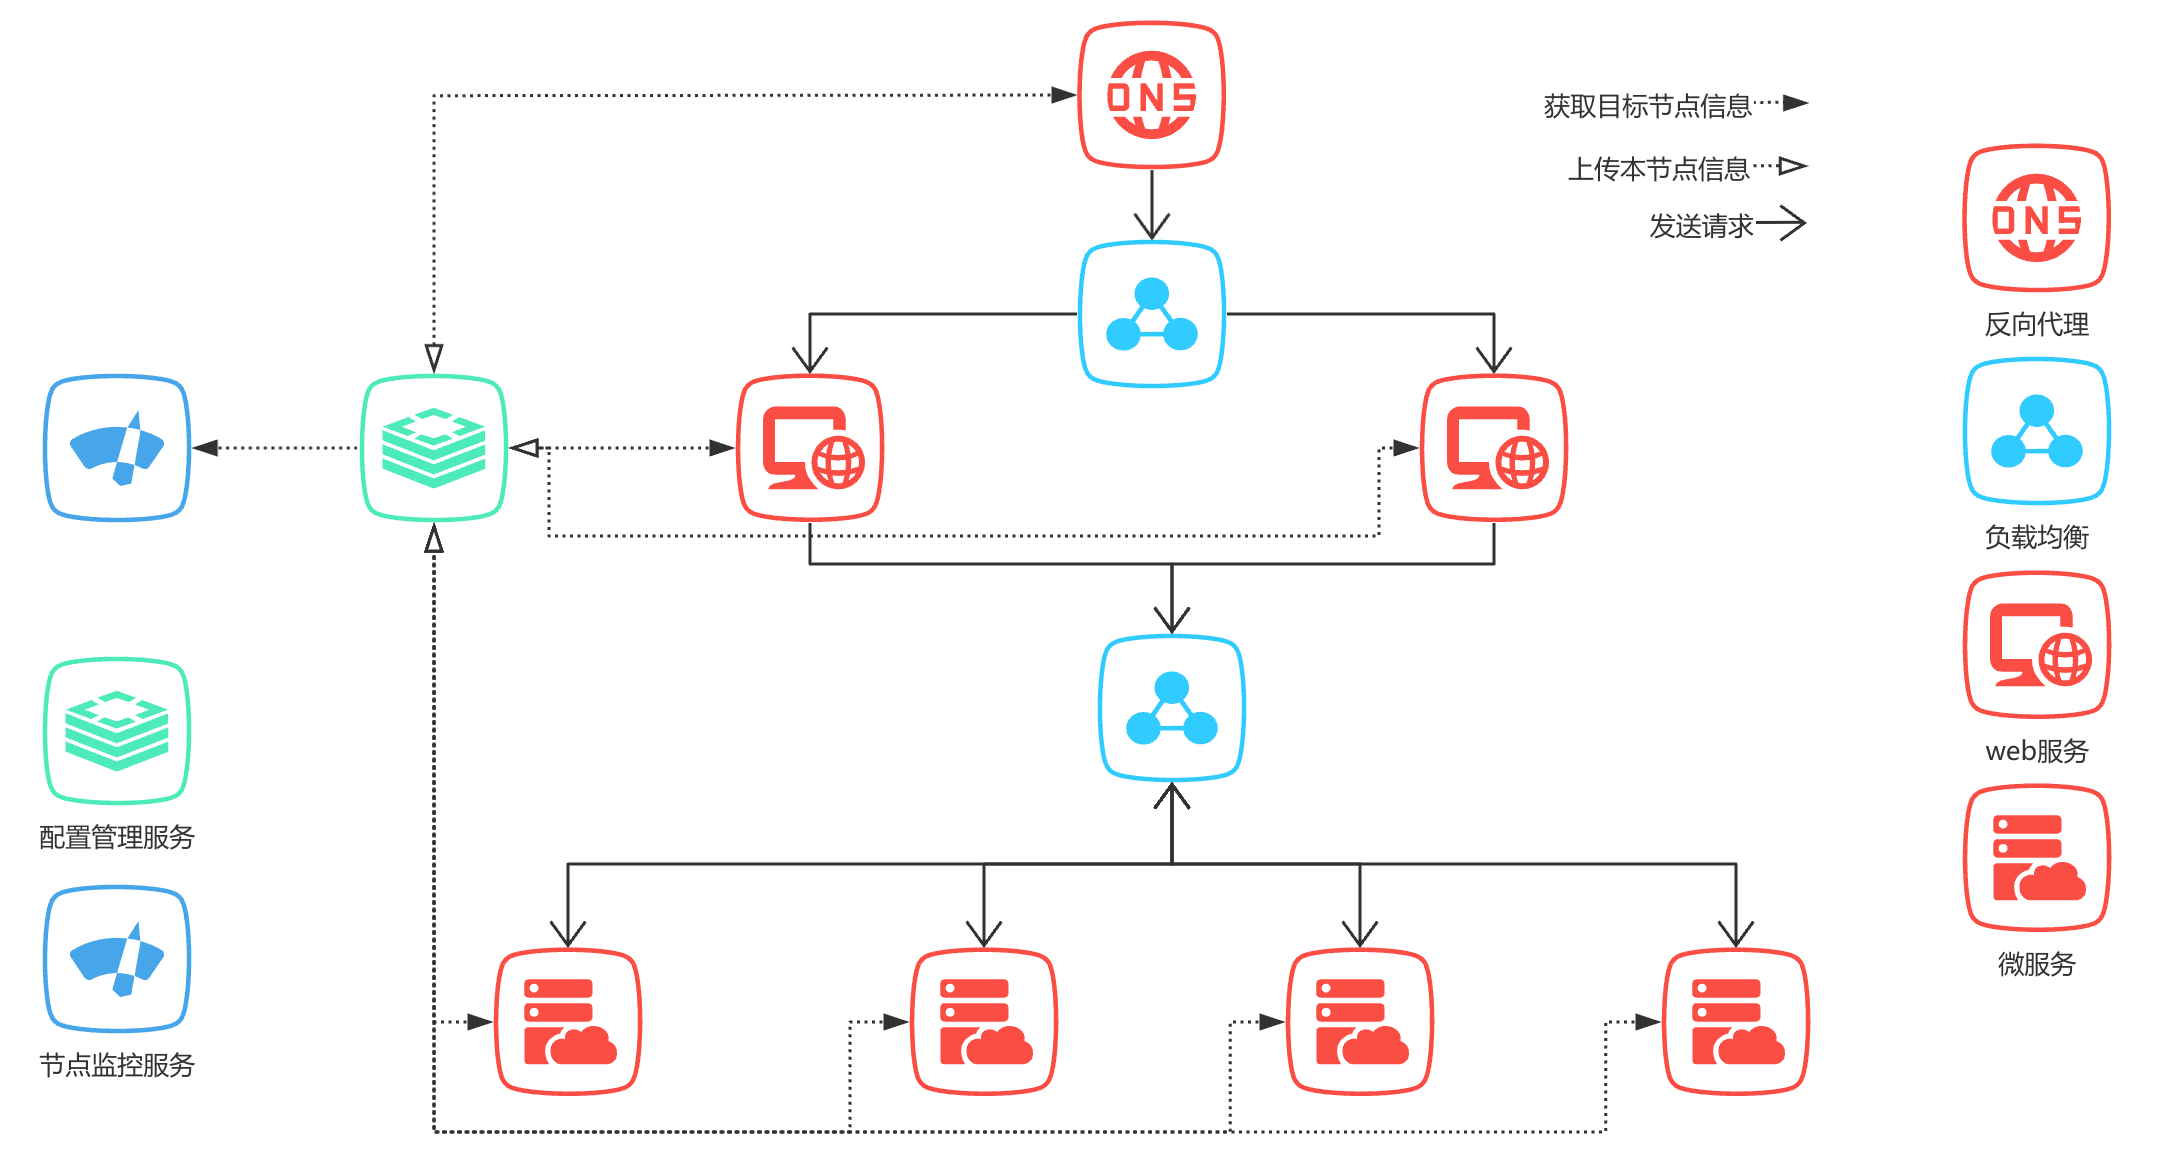 ONS
获取目标节点信息
上传本节点信息
发送请求
ONS
反向代理
负载均衡
web服务
配置管理服务
微服务
节点监控服务